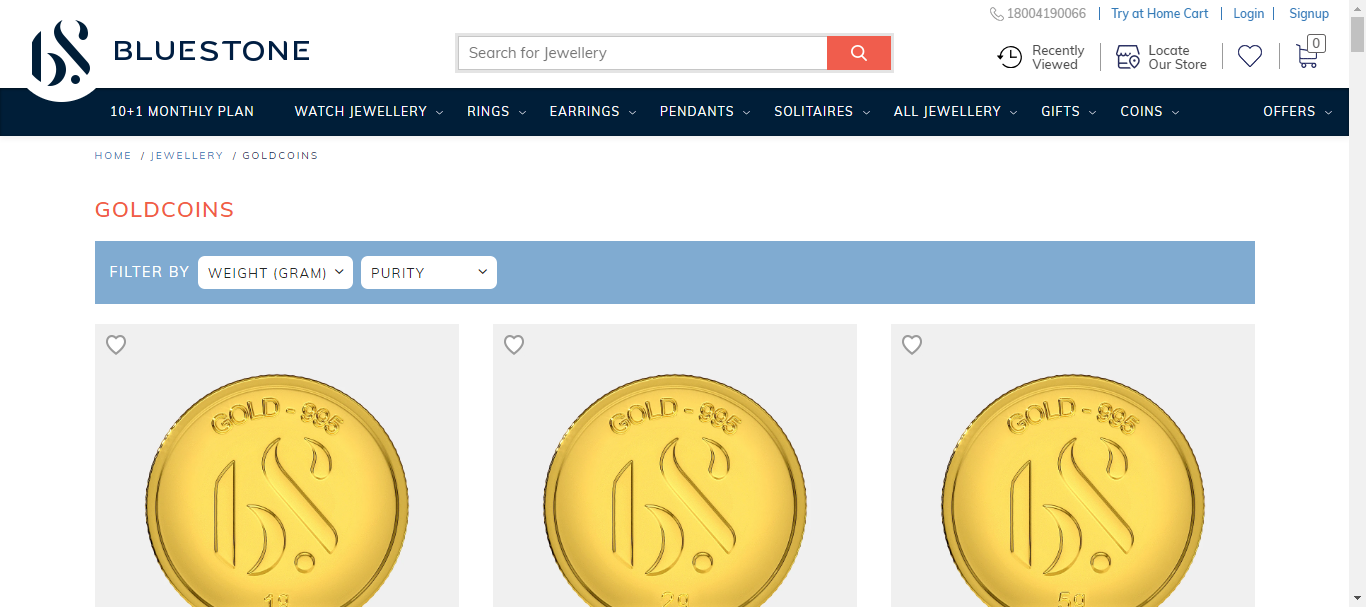 18004190066 | Try at Home Cart | Login | Signup
BLUESTONE
Search for Jewellery
Recently Viewed
Locate Our Store
0
10+1 MONTHLY PLAN WATCH JEWELLERY RINGS EARRINGS PENDANTS SOLITAIRES ALL JEWELLERY GIFTS COINS OFFERS
HOME / JEWELLERY / GOLDCOINS
GOLDCOINS
FILTER BY WEIGHT (GRAM) PURITY
GOLD - 995 GOLD - 995 GOLD - 995
1g 2g 5g